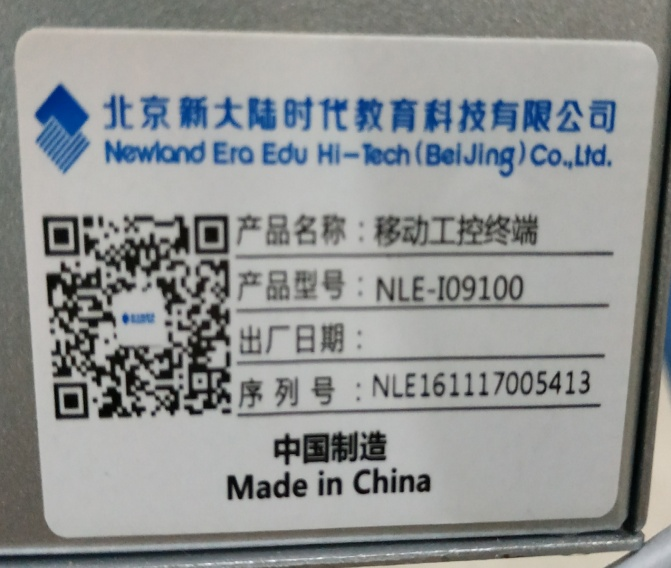 北京新大陆时代教育科技有限公司
Newland Era Edu Hi-Tech(BeiJing)Co.,Ltd.
产品名称：移动工控终端
产品型号：NLE-I09100
出厂日期：
序列号：NLE161117005413
中国制造
Made in China